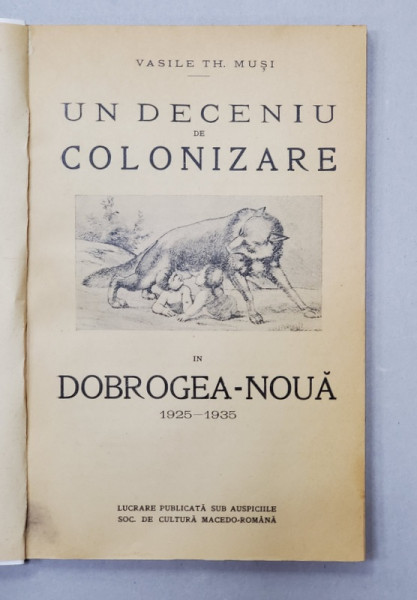 VASILE TH. MUȘI
UN DECENIU
DE
COLONIZARE
IN
DOBROGEA-NOUĂ
1925—1935
LUCRARE PUBLICATĂ SUB AUSPICIILE
SOC. DE CULTURĂ MACEDO-ROMÂNĂ